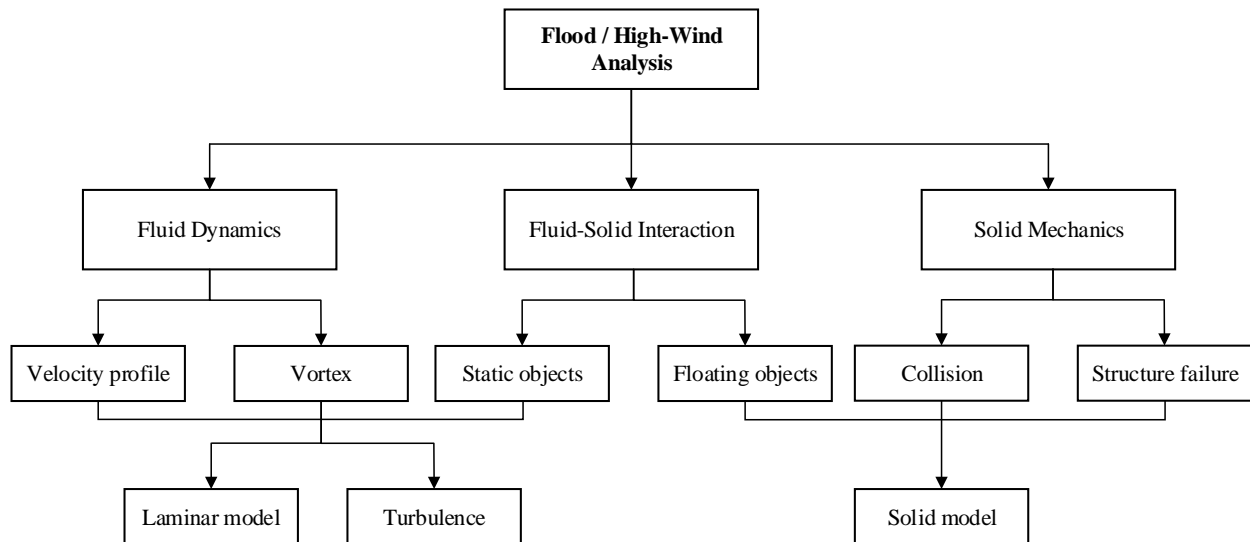 Flood / High-Wind
Analysis
Fluid Dynamics
Fluid-Solid Interaction
Solid Mechanics
Velocity profile
Vortex
Static objects
Floating objects
Collision
Structure failure
Laminar model
Turbulence
Solid model